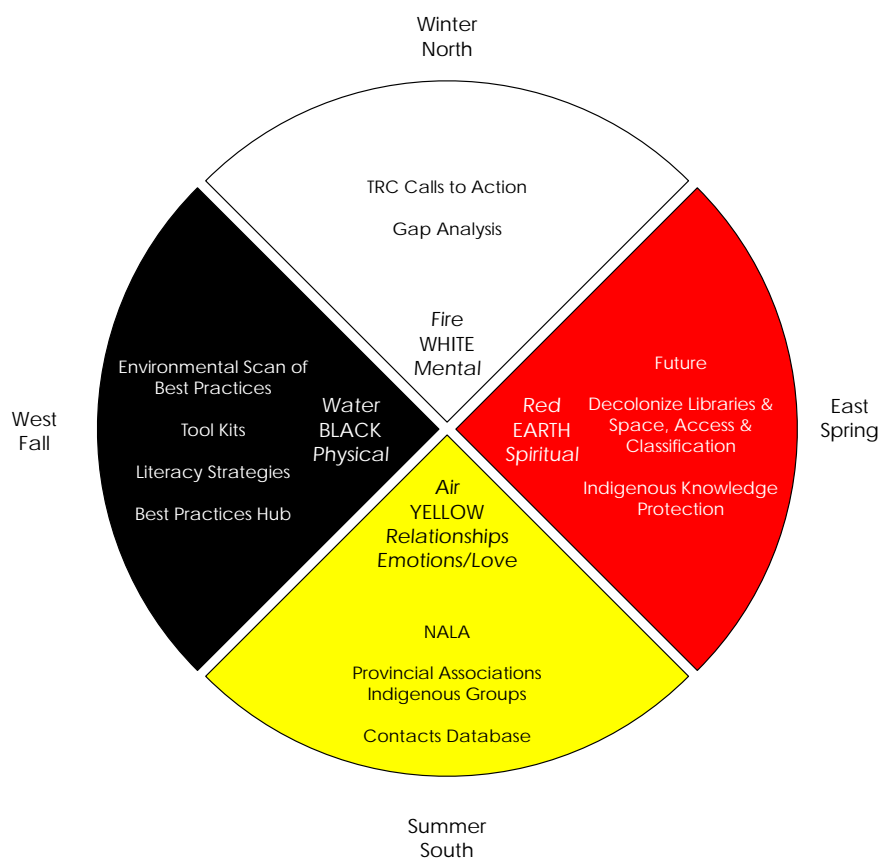 Winter
North
TRC Calls to Action
Gap Analysis
Fire
WHITE
Mental
West
Fall
Environmental Scan of
Best Practices
Tool Kits
Literacy Strategies
Best Practices Hub
Water
BLACK
Physical
Red
EARTH
Spiritual
Future
Decolonize Libraries &
Space, Access &
Classification
Indigenous Knowledge
Protection
East
Spring
Air
YELLOW
Relationships
Emotions/Love
NALA
Provincial Associations
Indigenous Groups
Contacts Database
Summer
South